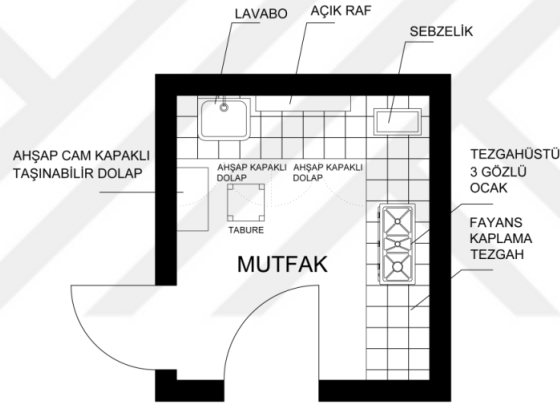 LAVABO
AÇIK RAF
SEBZELİK
AHŞAP CAM KAPAKLI
TAŞINABİLİR DOLAP
AHŞAP KAPAKLI
DOLAP
AHŞAP KAPAKLI
DOLAP
TABURE
TEZGAHÜSTÜ
3 GÖZLÜ
OCAK
FAYANS
KAPLAMA
TEZGAH
MUTFAK